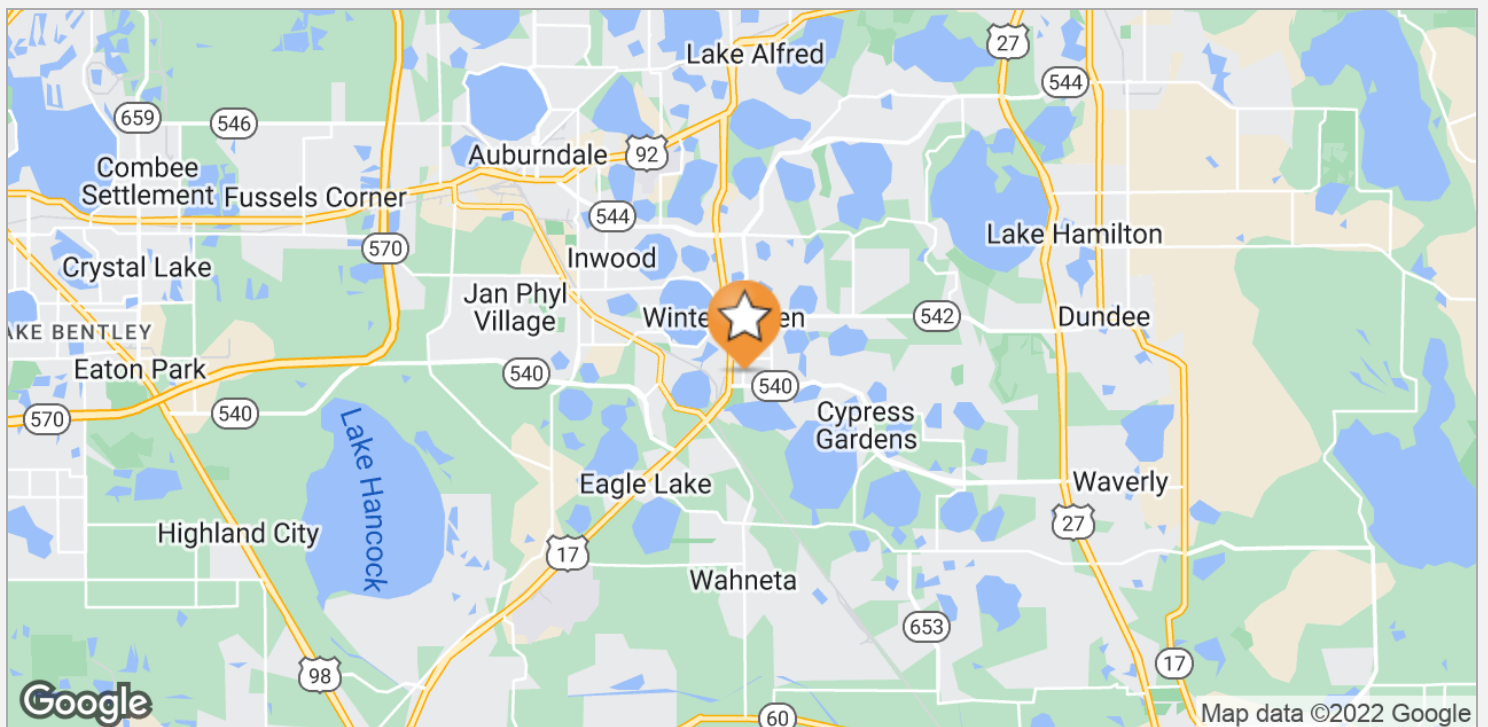 Lake Alfred
27
544
659
546
Auburndale
92
Combee
Settlement
Fussels Corner
544
570
Lake Hamilton
Inwood
Crystal Lake
Jan Phyl
Village
Winte
en
542
Dundee
AKE BENTLEY
Eaton Park
540
540
570
540
Cypress
Gardens
Lake Hancock
Eagle Lake
Waverly
27
Highland City
17
Wahneta
653
98
17
60
Google
Map data ©2022 Google